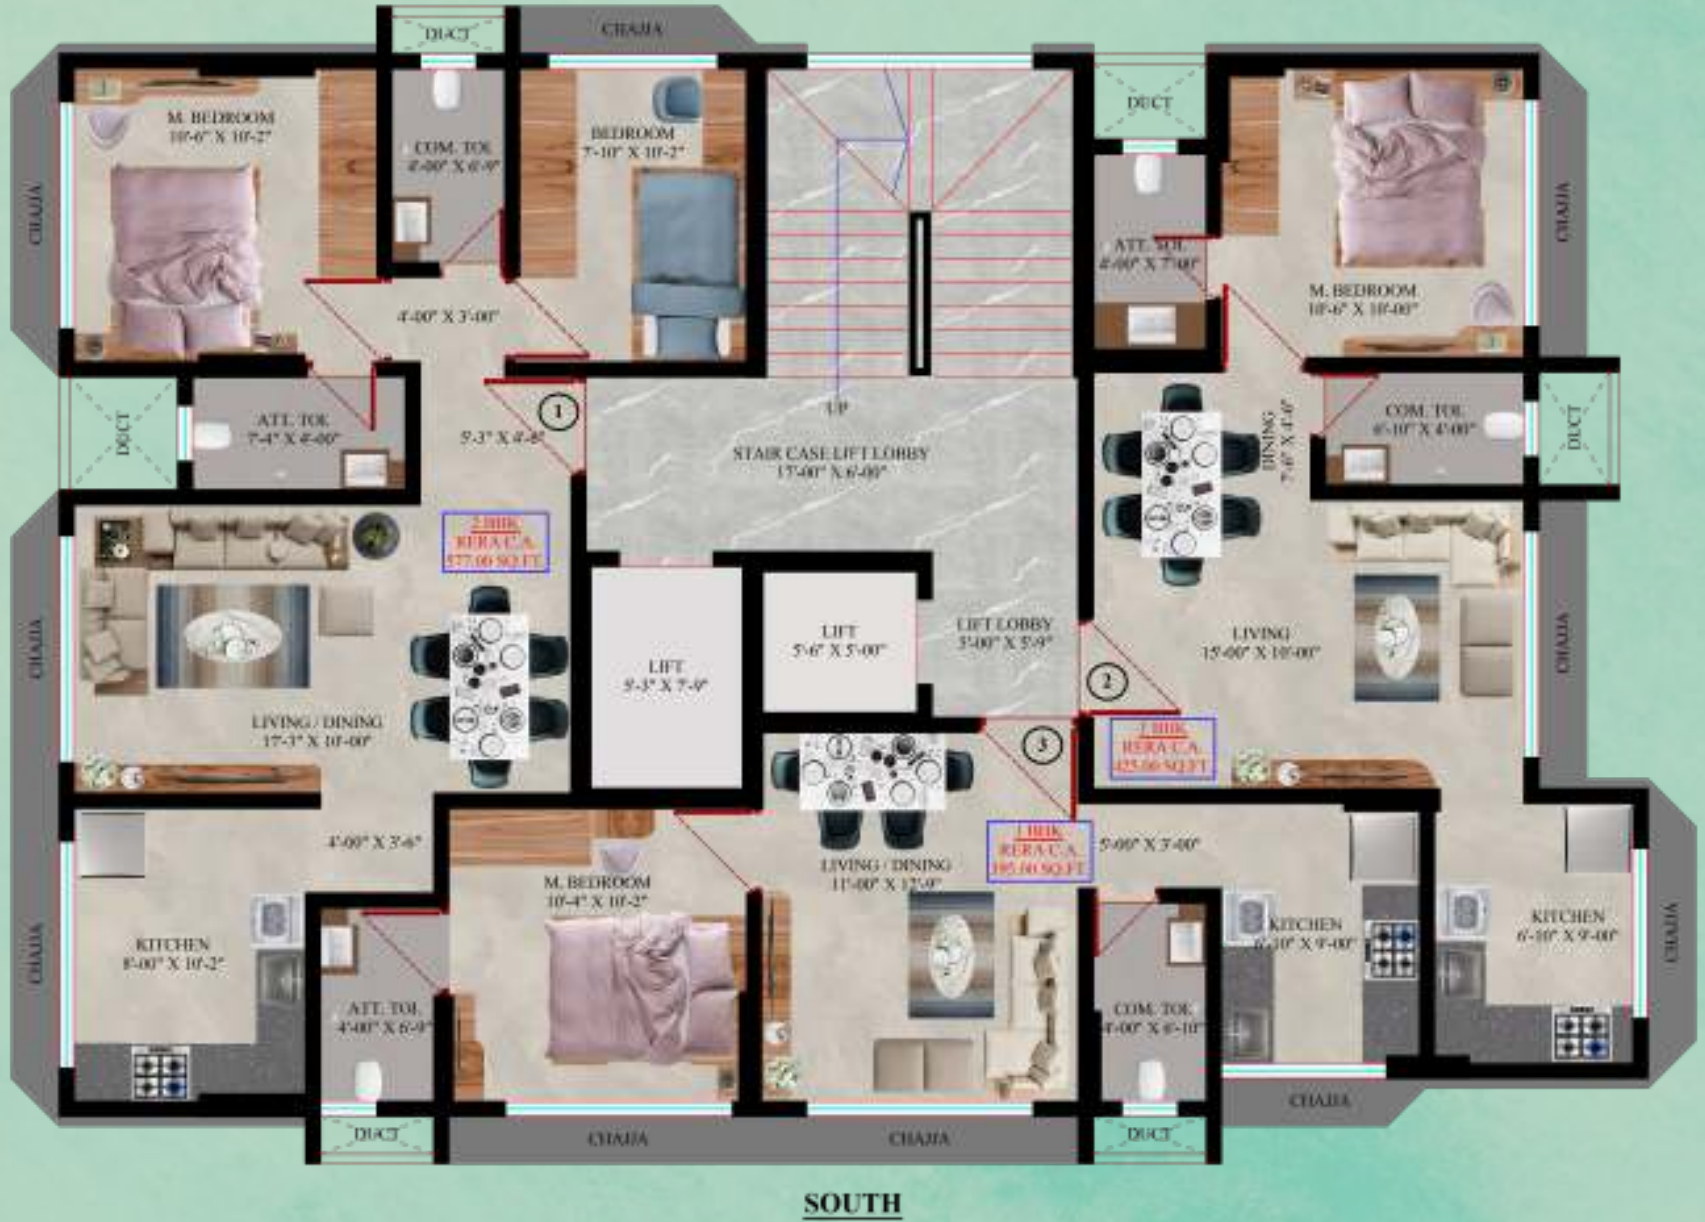 DUCT
CHAJJA
M. BEDROOM
10'-6" X 10'-2"
COM. TOI.
4'-00" X 6'-9"
BEDROOM
7'-10" X 10'-2"
DUCT
CHAJJA
CHAJJA
ATT. TOI.
4'-00" X 7'-00"
M. BEDROOM
10'-6" X 10'-00"
4'-00" X 3'-00"
DUCT
ATT. TOI.
7'-4" X 4'-00"
1
UP
5'-3" X 4'-6"
STAIR CASE LIFT LOBBY
17'-00" X 6'-00"
DINING
7'-6" X 4'-6"
COM. TOI.
6'-10" X 4'-00"
DUCT
2 BHK
RERA C.A.
577.00 SQ.FT
CHAJJA
LIFT
5'-3" X 7'-9"
LIFT
5'-6" X 5'-00"
LIFT LOBBY
5'-00" X 5'-9"
LIVING
15'-00" X 10'-00"
CHAJJA
2
LIVING / DINING
17'-3" X 10'-00"
3
1 BHK
RERA C.A.
425.00 SQ.FT
4'-00" X 3'-6"
1 BHK
RERA C.A.
395.00 SQ.FT
5'-00" X 3'-00"
LIVING / DINING
11'-00" X 17'-9"
M. BEDROOM
10'-4" X 10'-2"
CHAJJA
KITCHEN
8'-00" X 10'-2"
KITCHEN
6'-10" X 9'-00"
KITCHEN
6'-10" X 9'-00"
CHAJJA
ATT. TOI.
4'-00" X 6'-9"
COM. TOI.
4'-00" X 6'-10"
CHAJJA
DUCT
CHAJJA
CHAJJA
DUCT
SOUTH